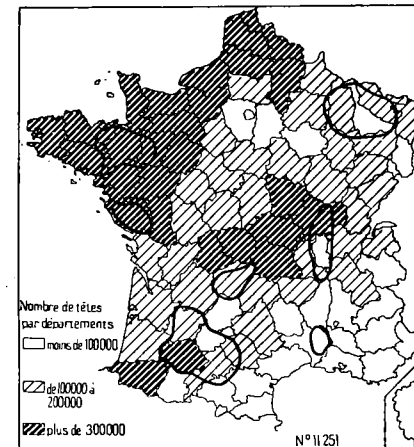 Nombre de têtes
par départements
moins de 100000
de 100000 à
200000
plus de 300000
N° 11 251